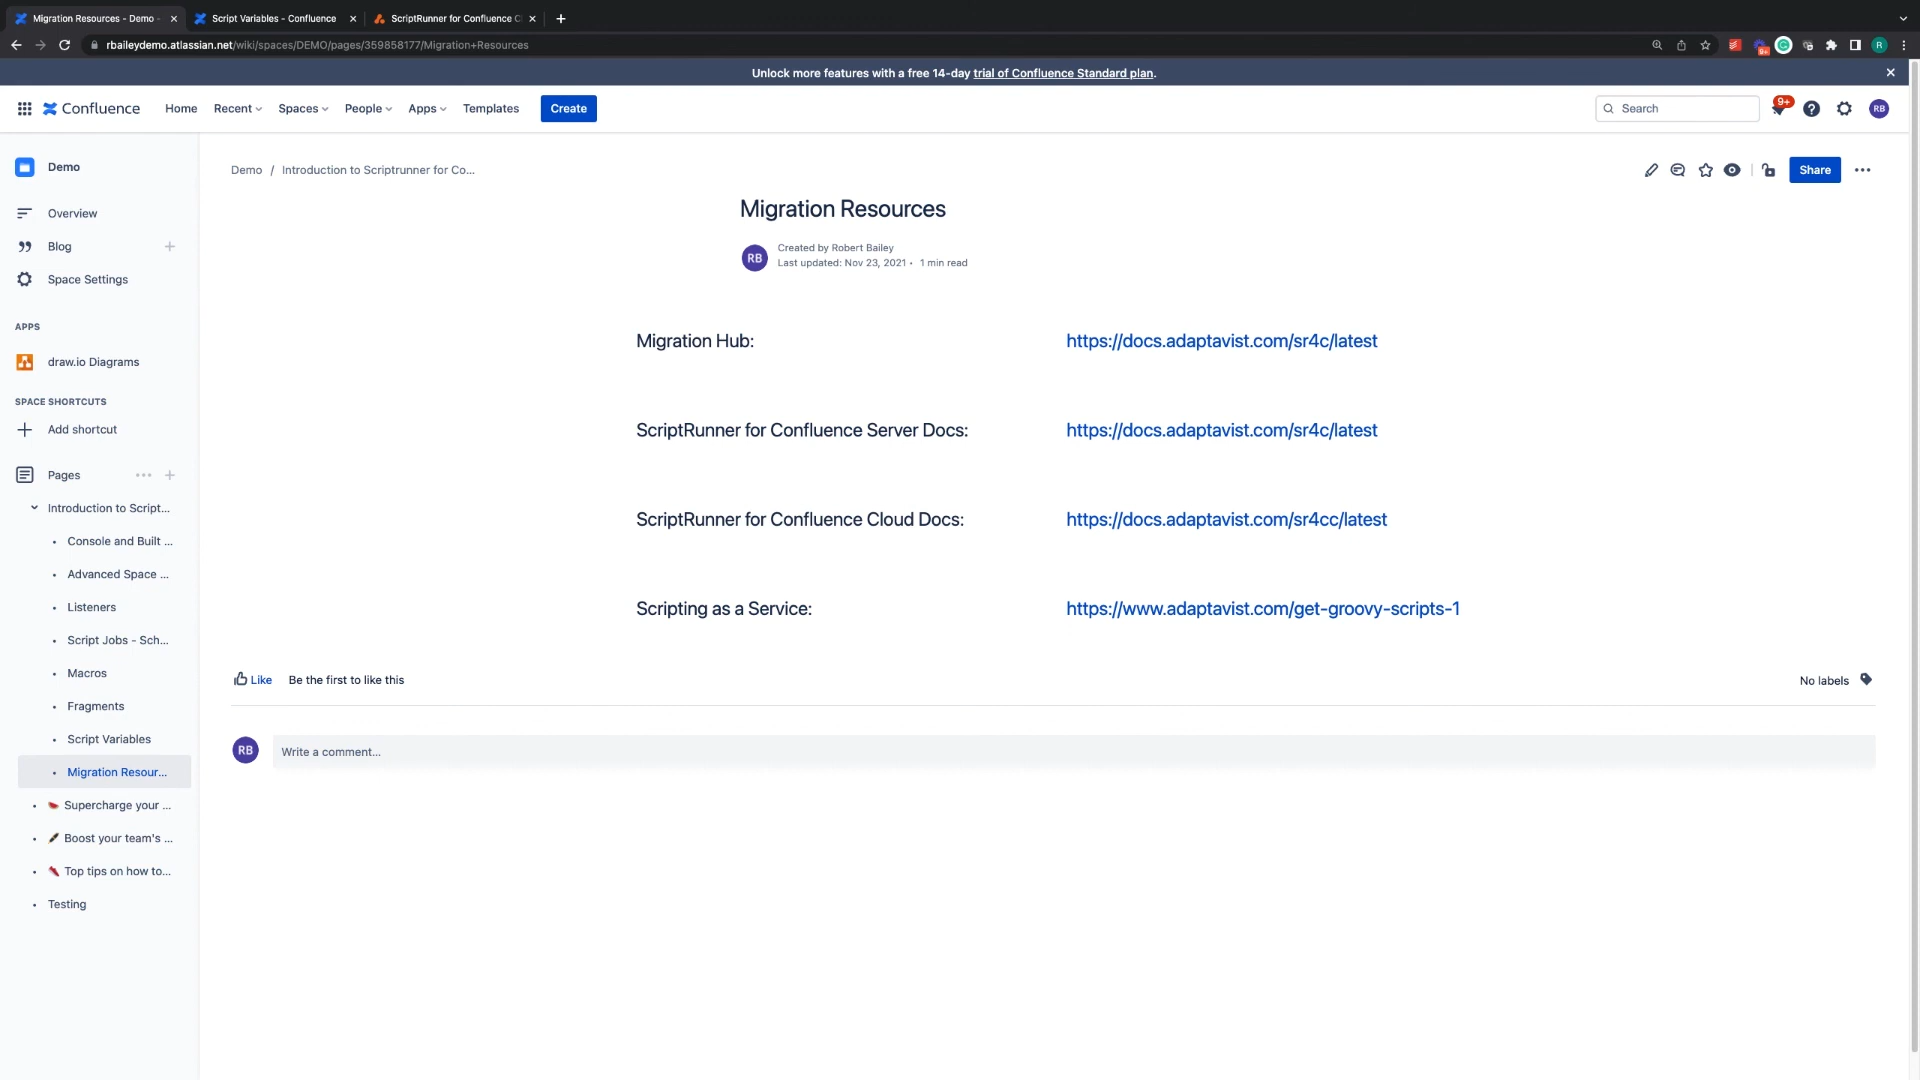 Migration Resources - Demo -
Script Variables - Confluence
ScriptRunner for Confluence C
rbaileydemo.atlassian.net/wiki/spaces/DEMO/pages/359858177/Migration+Resources
R
Unlock more features with a free 14-day trial of Confluence Standard plan.
Confluence
Home
Recent
Spaces
People
Apps
Templates
Create
Search
9+
RB
Demo
Overview
Blog
Space Settings
APPS
draw.io Diagrams
SPACE SHORTCUTS
Add shortcut
Pages
Introduction to Script...
Console and Built ...
Advanced Space ...
Listeners
Script Jobs - Sch...
Macros
Fragments
Script Variables
Migration Resour...
Supercharge your ...
Boost your team's ...
Top tips on how to...
Testing
Demo / Introduction to Scriptrunner for Co...
Share
Migration Resources
RB
Created by Robert Bailey
Last updated: Nov 23, 2021 • 1 min read
Migration Hub: https://docs.adaptavist.com/sr4c/latest
ScriptRunner for Confluence Server Docs: https://docs.adaptavist.com/sr4c/latest
ScriptRunner for Confluence Cloud Docs: https://docs.adaptavist.com/sr4cc/latest
Scripting as a Service: https://www.adaptavist.com/get-groovy-scripts-1
Like Be the first to like this
No labels
RB
Write a comment...